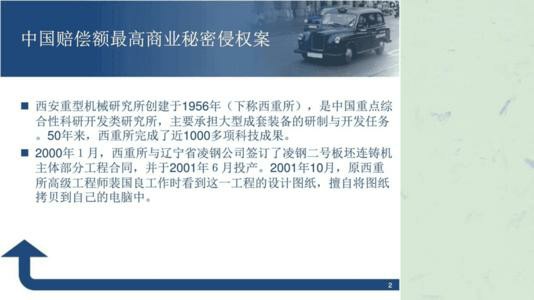 中国赔偿额最高商业秘密侵权案
西安重型机械研究所创建于1956年（下称西重所），是中国重点综
合性科研开发类研究所，主要承担大型成套装备的研制与开发任务
。50年来，西重所完成了近1000多项科技成果。
2000年１月，西重所与辽宁省凌钢公司签订了凌钢二号板坯连铸机
主体部分工程合同，并于2001年６月投产。2001年10月，原西重
所高级工程师裴国良工作时看到这一工程的设计图纸，擅自将图纸
拷贝到自己的电脑中。
2